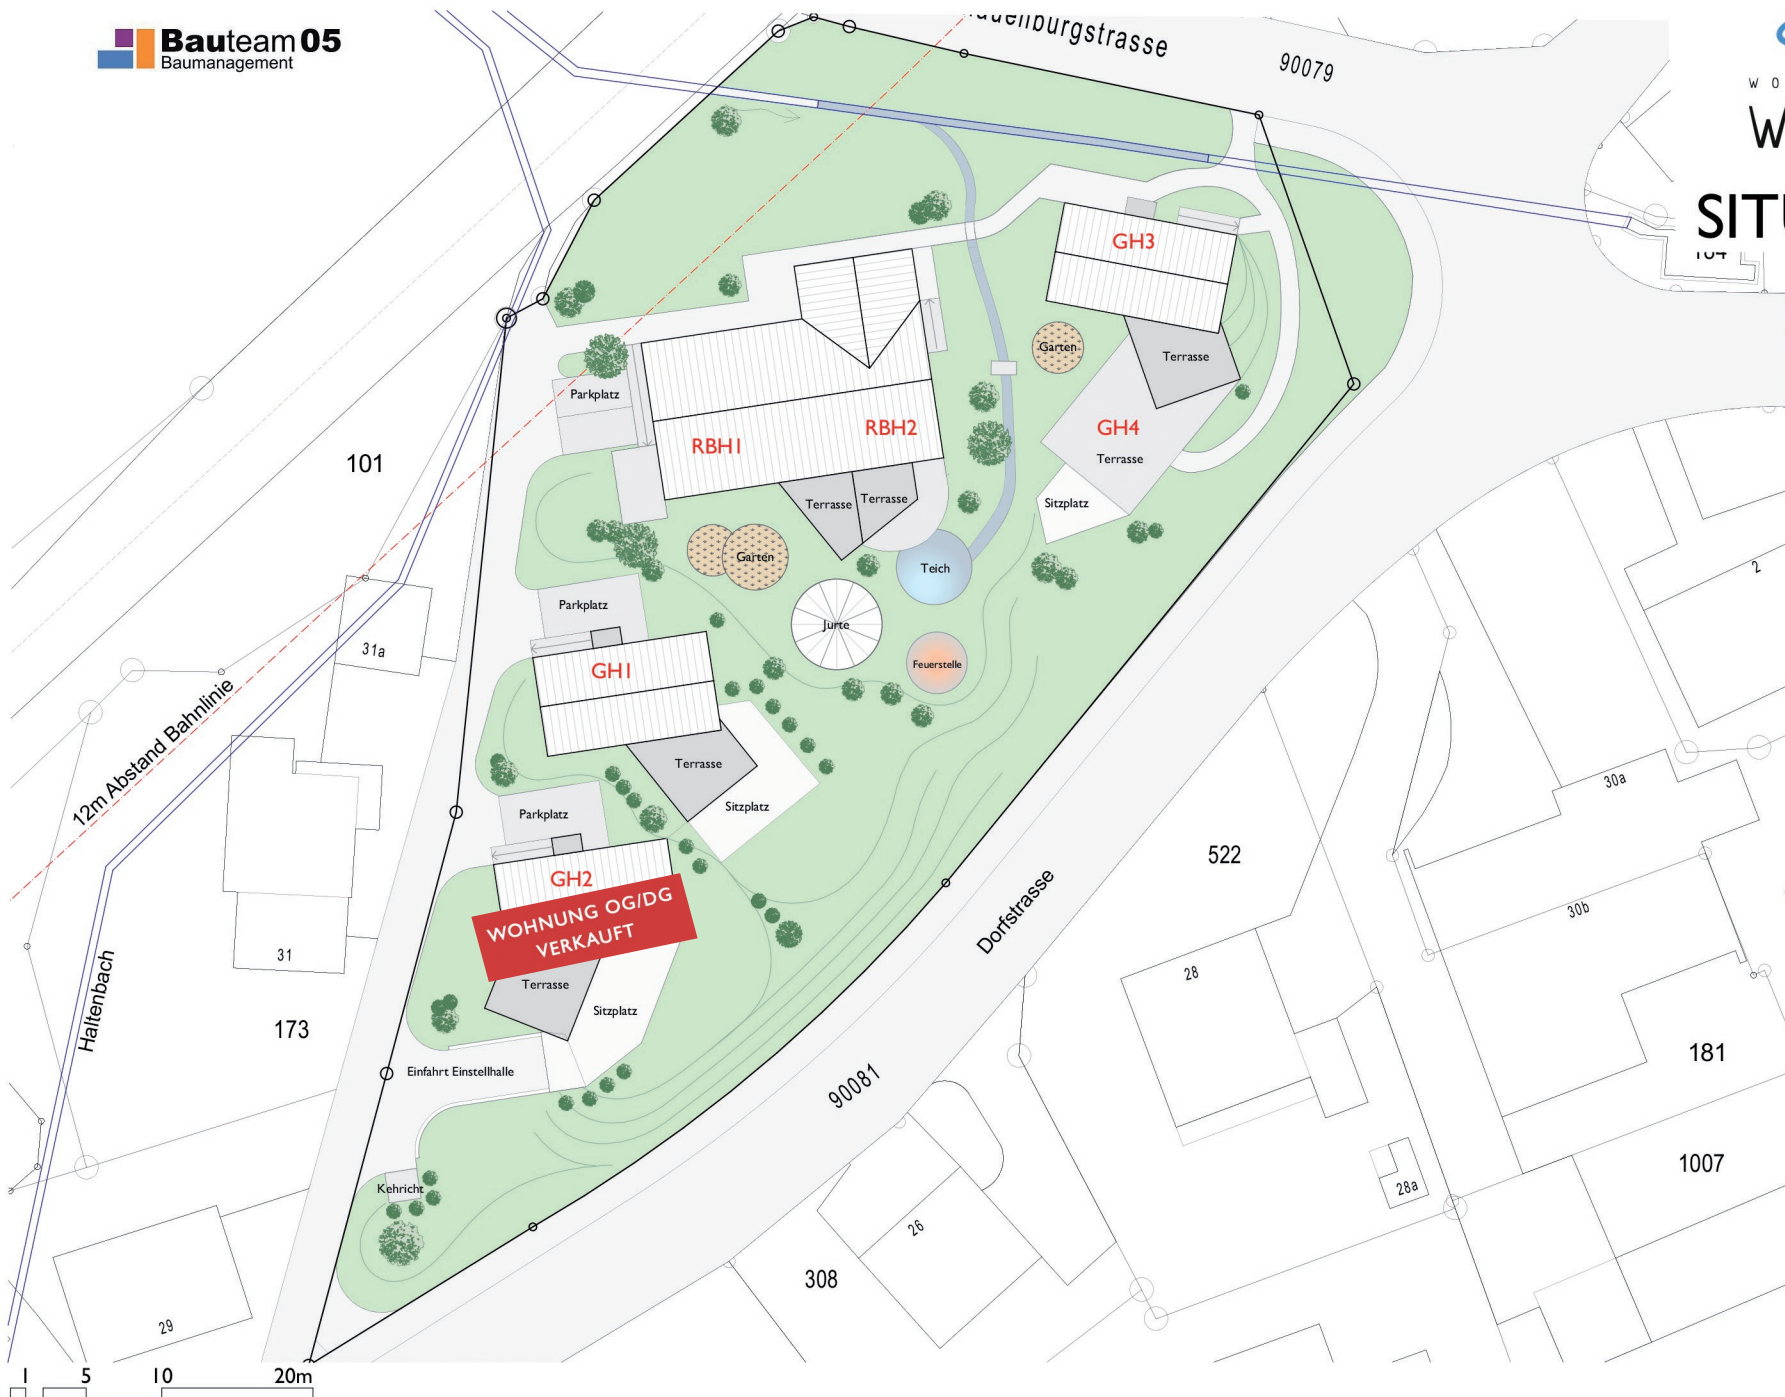 Bauteam 05
Baumanagement
90079
GH3
Garten
Terrasse
Parkplatz
RBH1
RBH2
GH4
Terrasse
101
Terrasse
Terrasse
Sitzplatz
Garten
Teich
2
Parkplatz
Jurte
31a
Feuerstelle
GH1
12m Abstand Bahnlinie
Terrasse
30a
Sitzplatz
Parkplatz
522
GH2
WOHNUNG OG/DG
VERKAUFT
30b
Dorfstrasse
31
28
Terrasse
Haltenbach
Sitzplatz
173
181
Einfahrt Einstellhalle
90081
1007
Kehricht
28a
26
308
29
1 5 10 20m